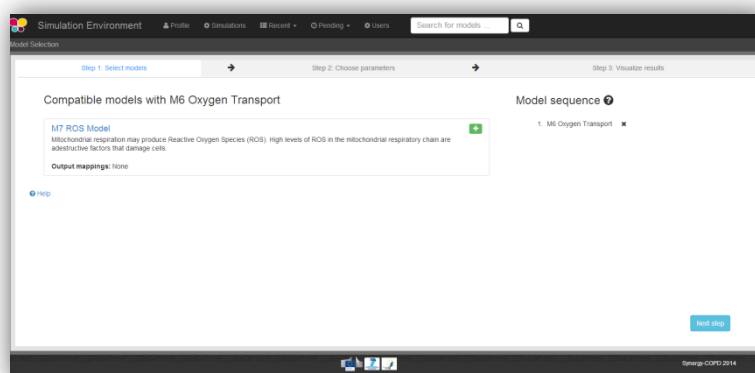 Simulation Environment
Profile
Simulations
Recent
Pending
Users
Search for models ...
Model Selection
Step 1: Select models
Step 2: Choose parameters
Step 3: Visualize results
Compatible models with M6 Oxygen Transport
M7 ROS Model
Mitochondrial respiration may produce Reactive Oxygen Species (ROS). High levels of ROS in the mitochondrial respiratory chain are
adestructive factors that damage cells.
Output mappings: None
Help
Model sequence
1. M6 Oxygen Transport
Next step
Synergy-COPD 2014